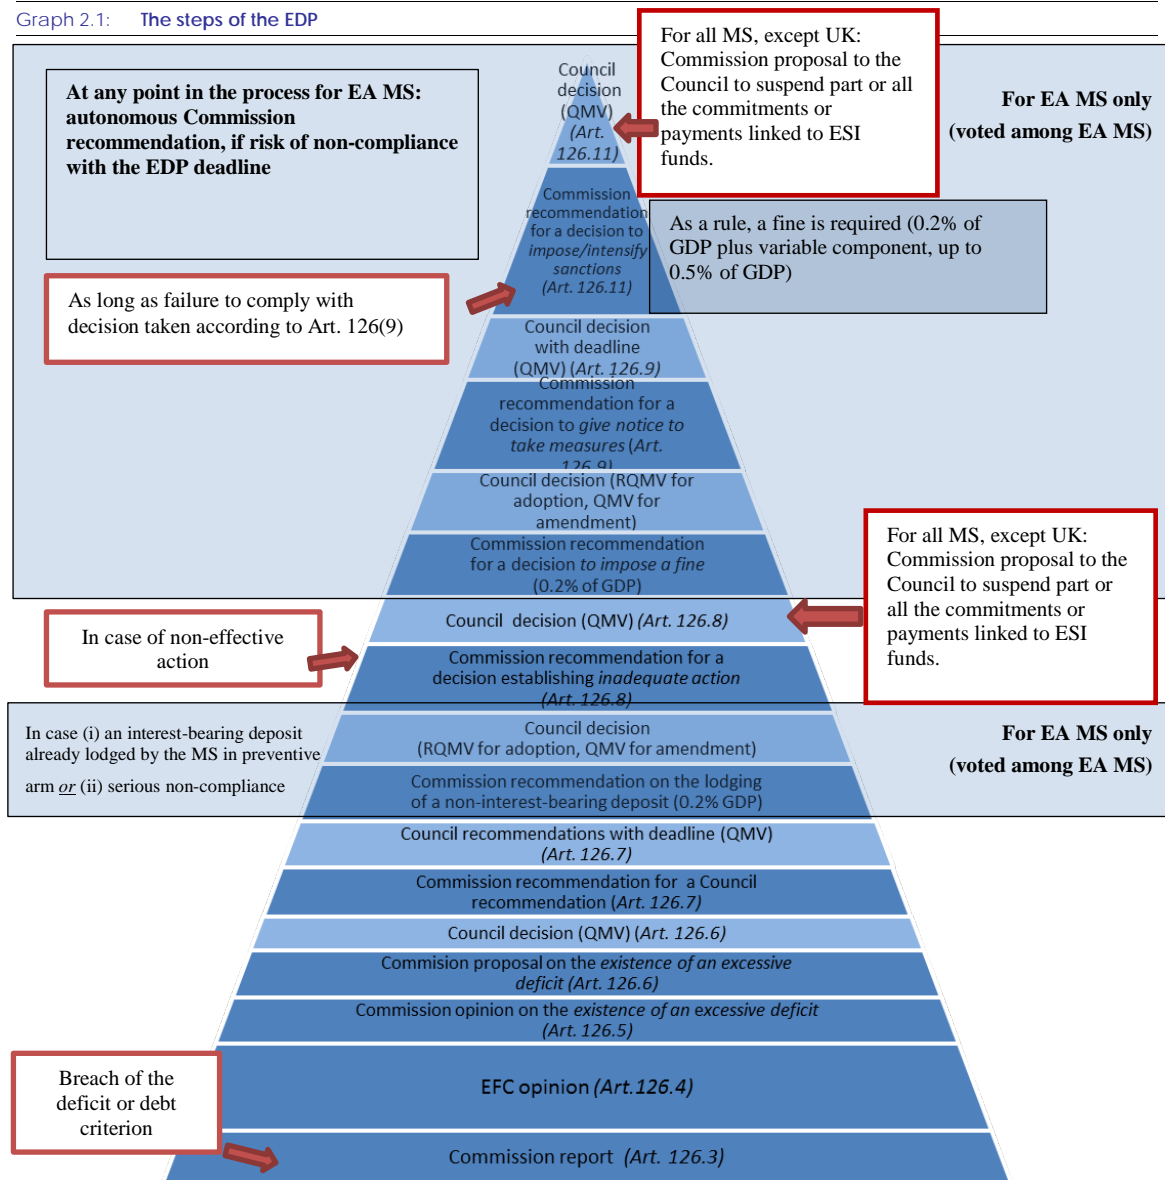 Graph 2.1: The steps of the EDP
For all MS, except UK:
Commission proposal to the
Council to suspend part or all
the commitments or
payments linked to ESI
funds.
At any point in the process for EA MS:
autonomous Commission
recommendation, if risk of non-compliance
with the EDP deadline
For EA MS only
(voted among EA MS)
Council
decision
(QMV)
(Art.
126.11)
Commission
recommendation
for a decision to
impose/intensify
sanctions
(Art. 126.11)
As a rule, a fine is required (0.2% of
GDP plus variable component, up to
0.5% of GDP)
As long as failure to comply with
decision taken according to Art. 126(9)
Council decision
with deadline
(QMV) (Art. 126.9)
Commission
recommendation for a
decision to give notice to
take measures (Art.
126.9)
Council decision (RQMV for
adoption, QMV for
amendment)
Commission recommendation
for a decision to impose a fine
(0.2% of GDP)
For all MS, except UK:
Commission proposal to the
Council to suspend part or
all the commitments or
payments linked to ESI
funds.
Council decision (QMV) (Art. 126.8)
In case of non-effective
action
Commission recommendation for a
decision establishing inadequate action
(Art. 126.8)
In case (i) an interest-bearing deposit
already lodged by the MS in preventive
arm or (ii) serious non-compliance
Council decision
(RQMV for adoption, QMV for amendment)
For EA MS only
(voted among EA MS)
Commission recommendation on the lodging
of a non-interest-bearing deposit (0.2% GDP)
Council recommendations with deadline (QMV)
(Art. 126.7)
Commission recommendation for a Council
recommendation (Art. 126.7)
Council decision (QMV) (Art. 126.6)
Commision proposal on the existence of an excessive
deficit (Art. 126.6)
Commission opinion on the existence of an excessive deficit
(Art. 126.5)
EFC opinion (Art.126.4)
Breach of the
deficit or debt
criterion
Commission report (Art. 126.3)